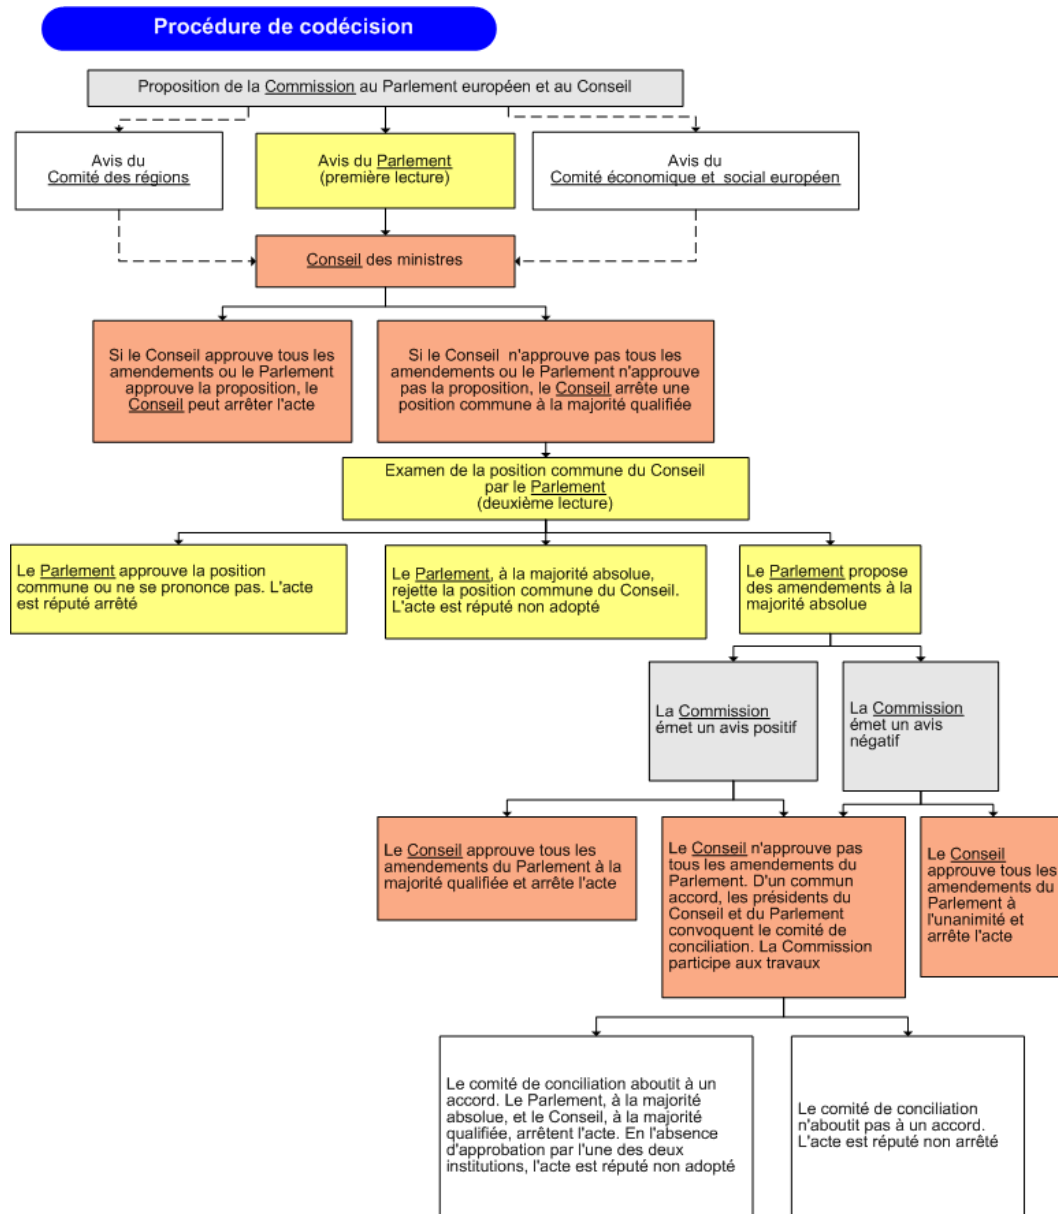 Procédure de codécision
Proposition de la Commission au Parlement européen et au Conseil
Avis du
Comité des régions
Avis du Parlement
(première lecture)
Avis du
Comité économique et social européen
Conseil des ministres
Si le Conseil approuve tous les
amendements ou le Parlement
approuve la proposition, le
Conseil peut arrêter l'acte
Si le Conseil n'approuve pas tous les
amendements ou le Parlement n'approuve
pas la proposition, le Conseil arrête une
position commune à la majorité qualifiée
Examen de la position commune du Conseil
par le Parlement
(deuxième lecture)
Le Parlement approuve la position
commune ou ne se prononce pas. L'acte
est réputé arrêté
Le Parlement, à la majorité absolue,
rejette la position commune du Conseil.
L'acte est réputé non adopté
Le Parlement propose
des amendements à la
majorité absolue
La Commission
émet un avis positif
La Commission
émet un avis
négatif
Le Conseil approuve tous les
amendements du Parlement à la
majorité qualifiée et arrête l'acte
Le Conseil n'approuve pas
tous les amendements du
Parlement. D'un commun
accord, les présidents du
Conseil et du Parlement
convoquent le comité de
conciliation. La Commission
participe aux travaux
Le Conseil
approuve tous les
amendements du
Parlement à
l'unanimité et
arrête l'acte
Le comité de conciliation aboutit à un
accord. Le Parlement, à la majorité
absolue, et le Conseil, à la majorité
qualifiée, arrêtent l'acte. En l'absence
d'approbation par l'une des deux
institutions, l'acte est réputé non adopté
Le comité de conciliation
n'aboutit pas à un accord.
L'acte est réputé non arrêté